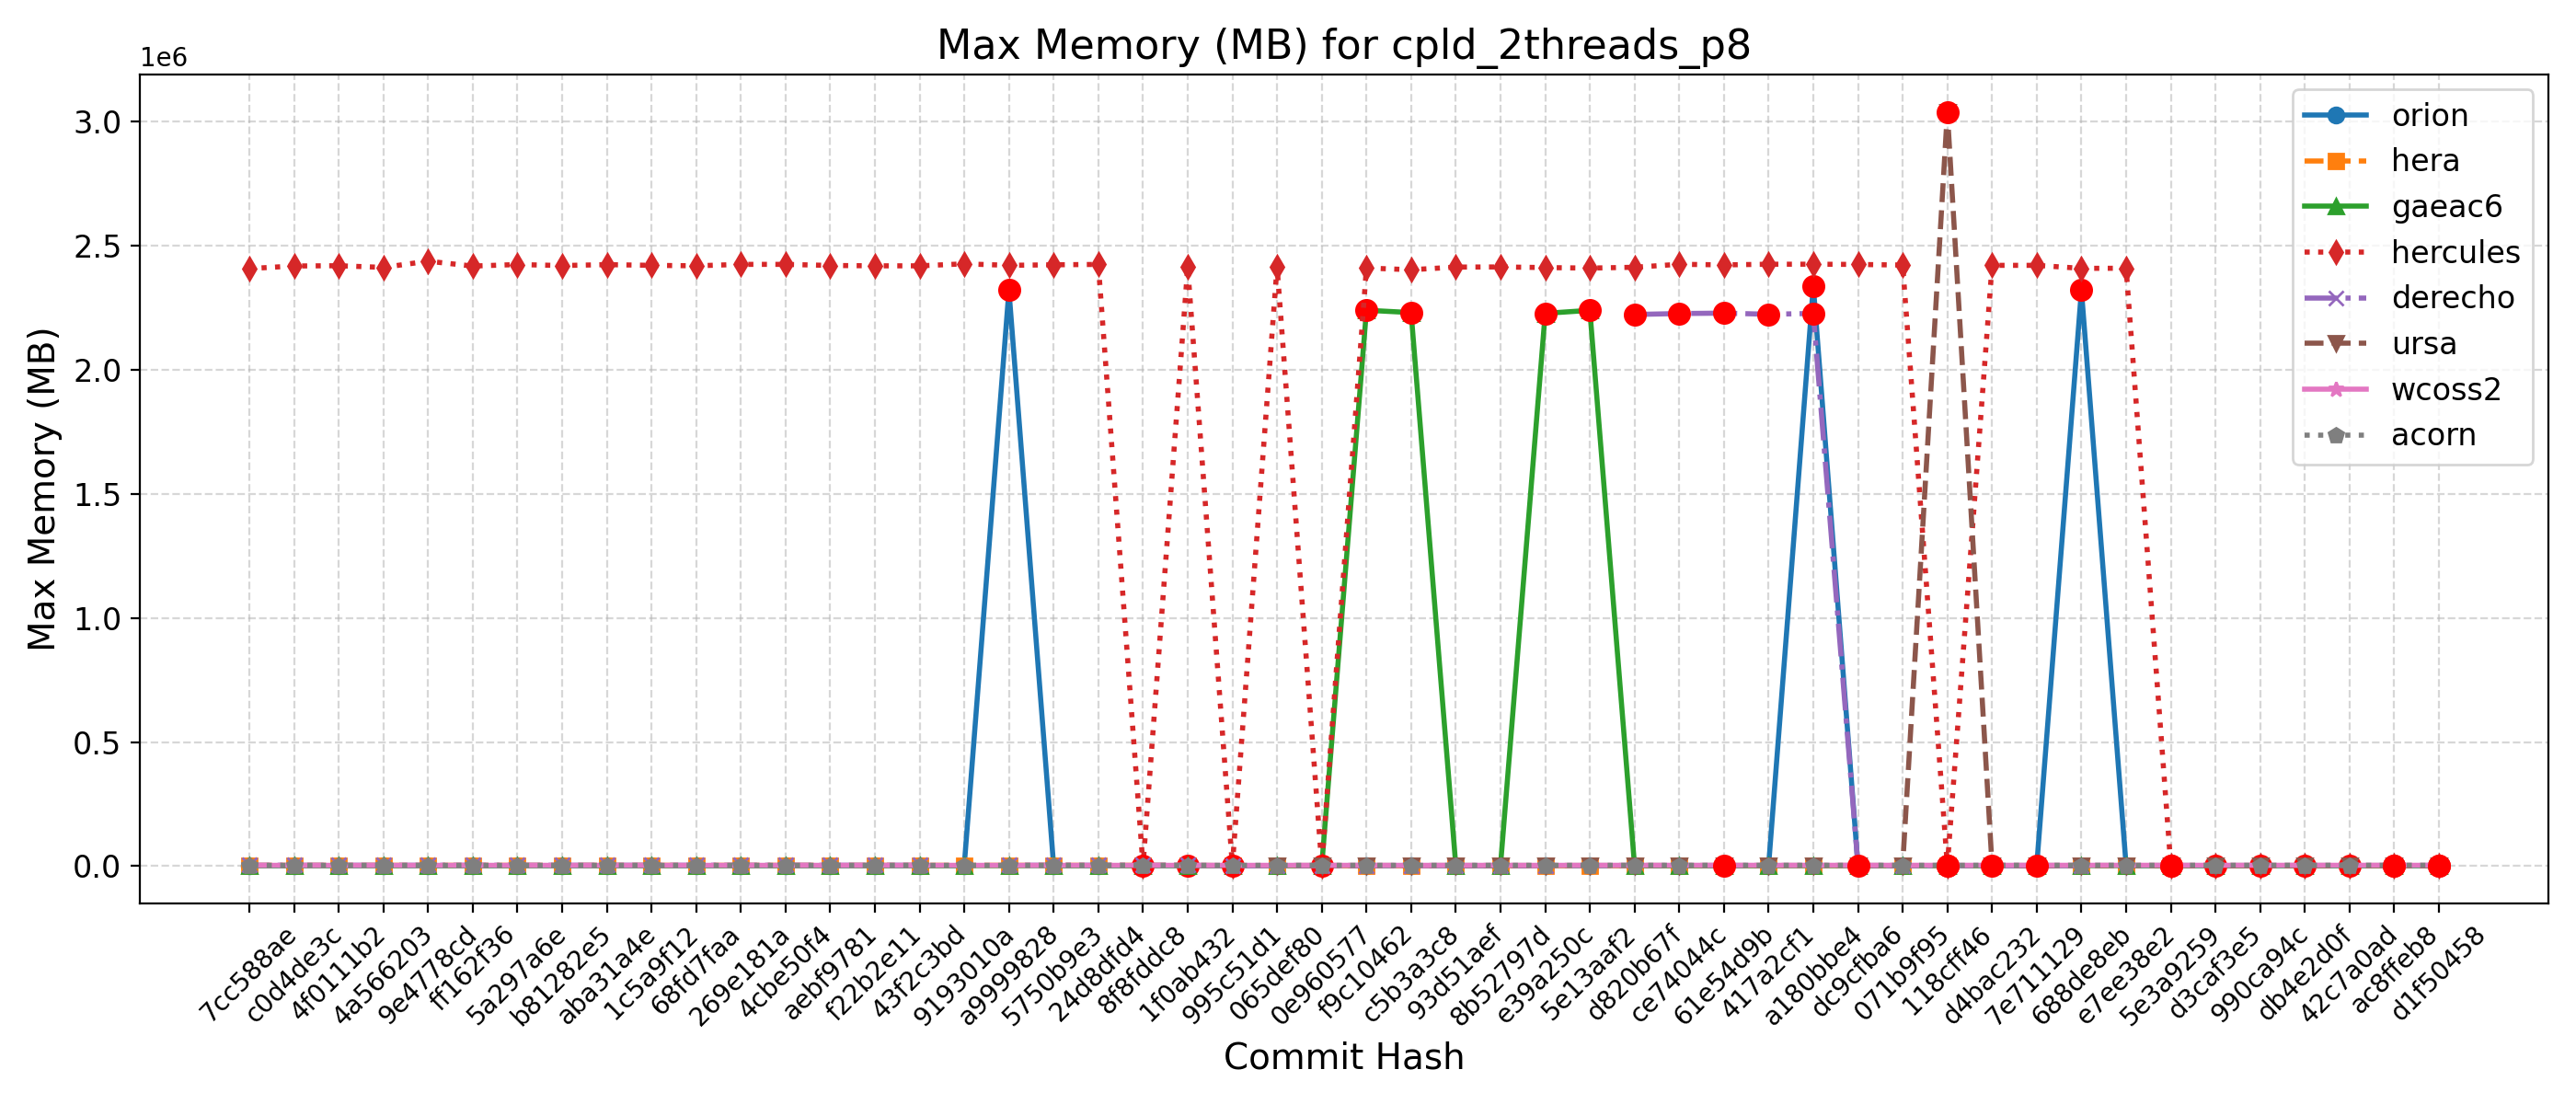 Max Memory (MB) for cpld_2threads_p8
1e6
3.0
2.5
2.0
1.5
1.0
0.5
0.0
Max Memory (MB)
orion
hera
gaeac6
hercules
derecho
ursa
wcoss2
acorn
7cc588ae
c0d4de3c
4f0111b2
4a566203
9e4778cd
ff162f36
5a297a6e
b81282e5
aba31a4e
1c5a9f12
68fd7faa
269e181a
4cbe50f4
aebf9781
f22b2e11
43f2c3bd
9193010a
a9999828
5750b9e3
24d8dfd4
8f8fddc8
1f0ab432
995c51d1
065def80
0e960577
f9c10462
c5b3a3c8
93d51aef
8b52797d
e39a250c
5e13aaf2
d820b67f
ce74044c
61e54d9b
417a2cf1
a180bbe4
dc9cfba6
071b9f95
118cff46
d4bac232
7e711129
688de8eb
e7ee38e2
5e3a9259
d3caf3e5
990ca94c
db4e2d0f
42c7a0ad
ac8ffeb8
d1f50458
Commit Hash